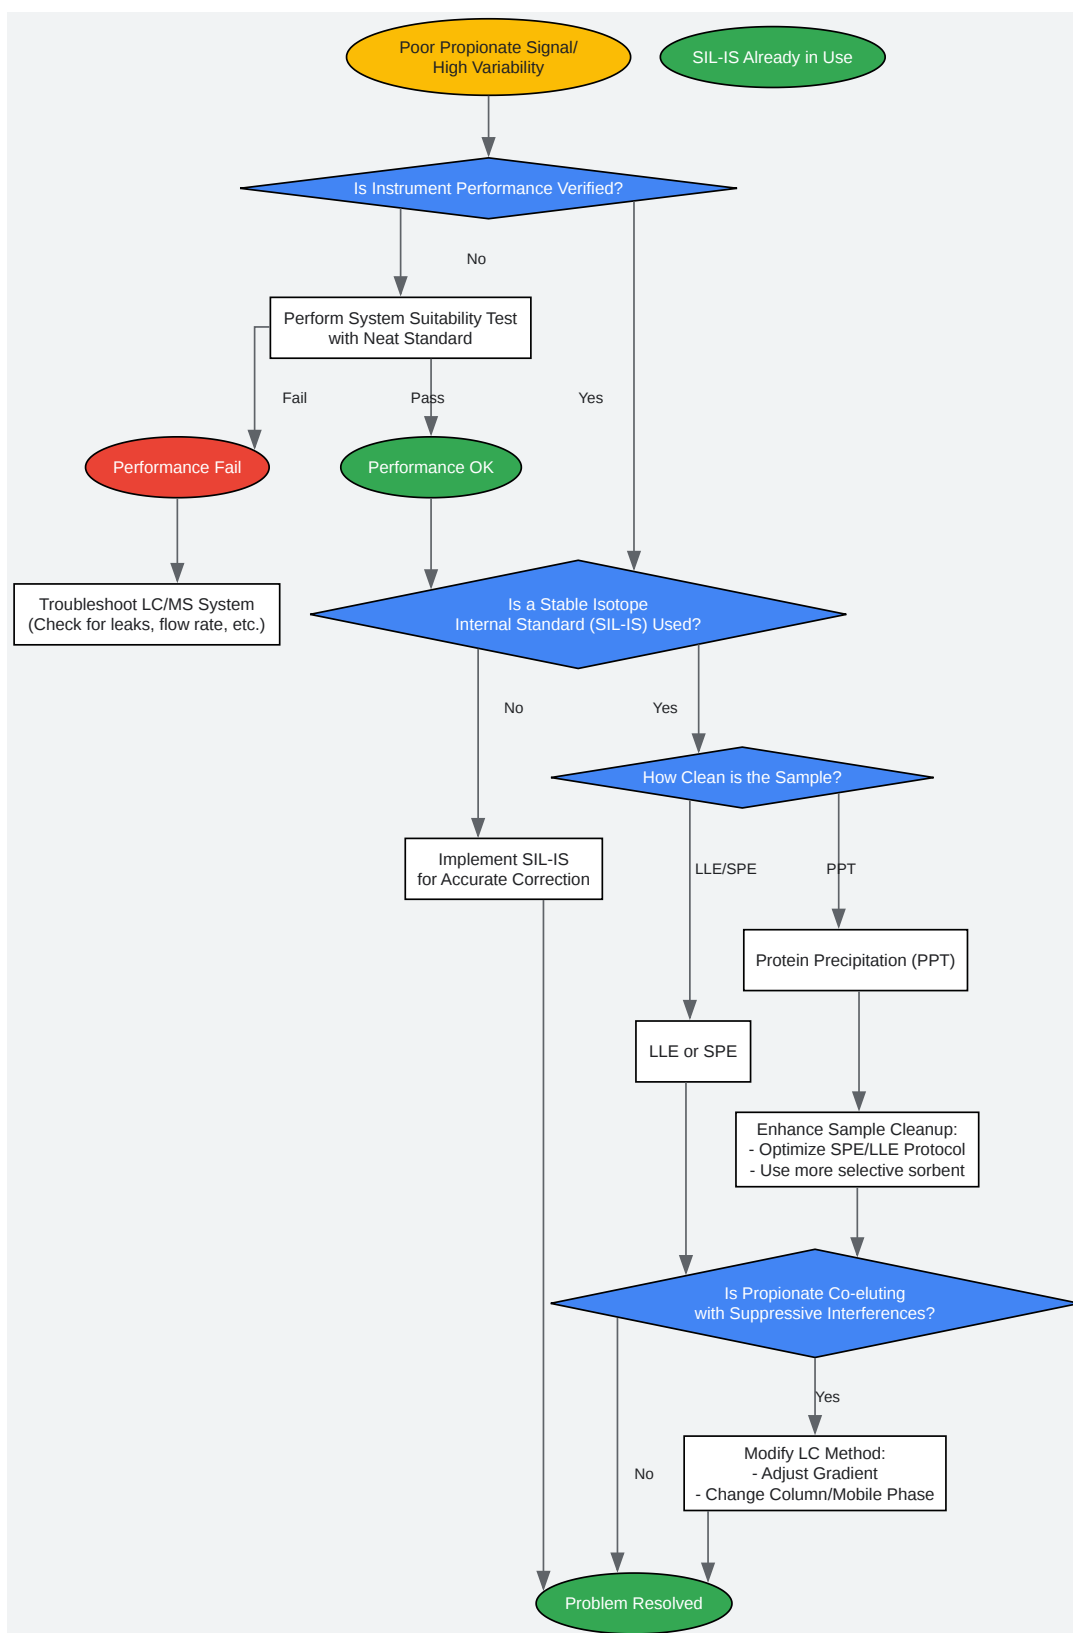 Poor Propionate Signal/
High Variability
SIL-IS Already in Use
Is Instrument Performance Verified?
No
Perform System Suitability Test
with Neat Standard
Fail
Pass
Yes
Performance Fail
Performance OK
Troubleshoot LC/MS System
(Check for leaks, flow rate, etc.)
Is a Stable Isotope
Internal Standard (SIL-IS) Used?
No
Yes
How Clean is the Sample?
Implement SIL-IS
for Accurate Correction
LLE/SPE
PPT
Protein Precipitation (PPT)
LLE or SPE
Enhance Sample Cleanup:
- Optimize SPE/LLE Protocol
- Use more selective sorbent
Is Propionate Co-eluting
with Suppressive Interferences?
Yes
No
Modify LC Method:
- Adjust Gradient
- Change Column/Mobile Phase
Problem Resolved